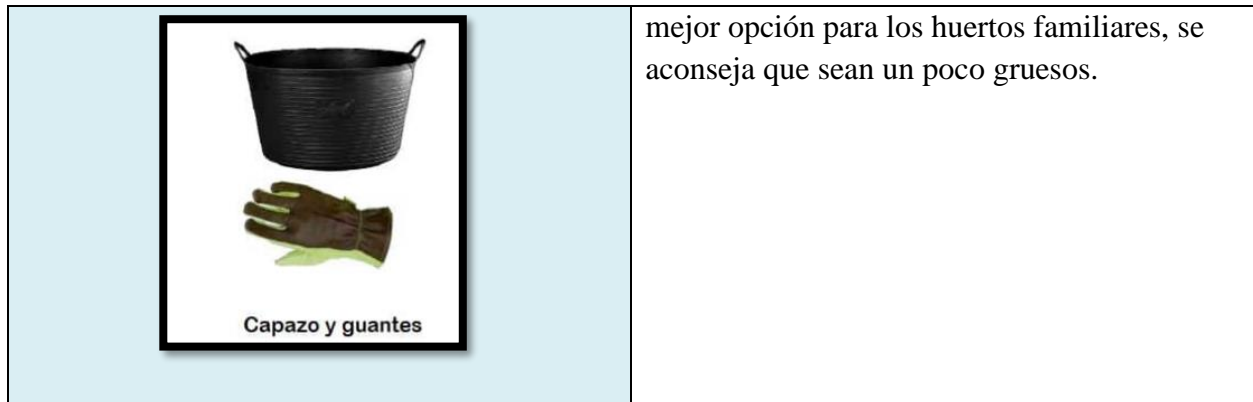 mejor opción para los huertos familiares, se
aconseja que sean un poco gruesos.
Capazo y guantes